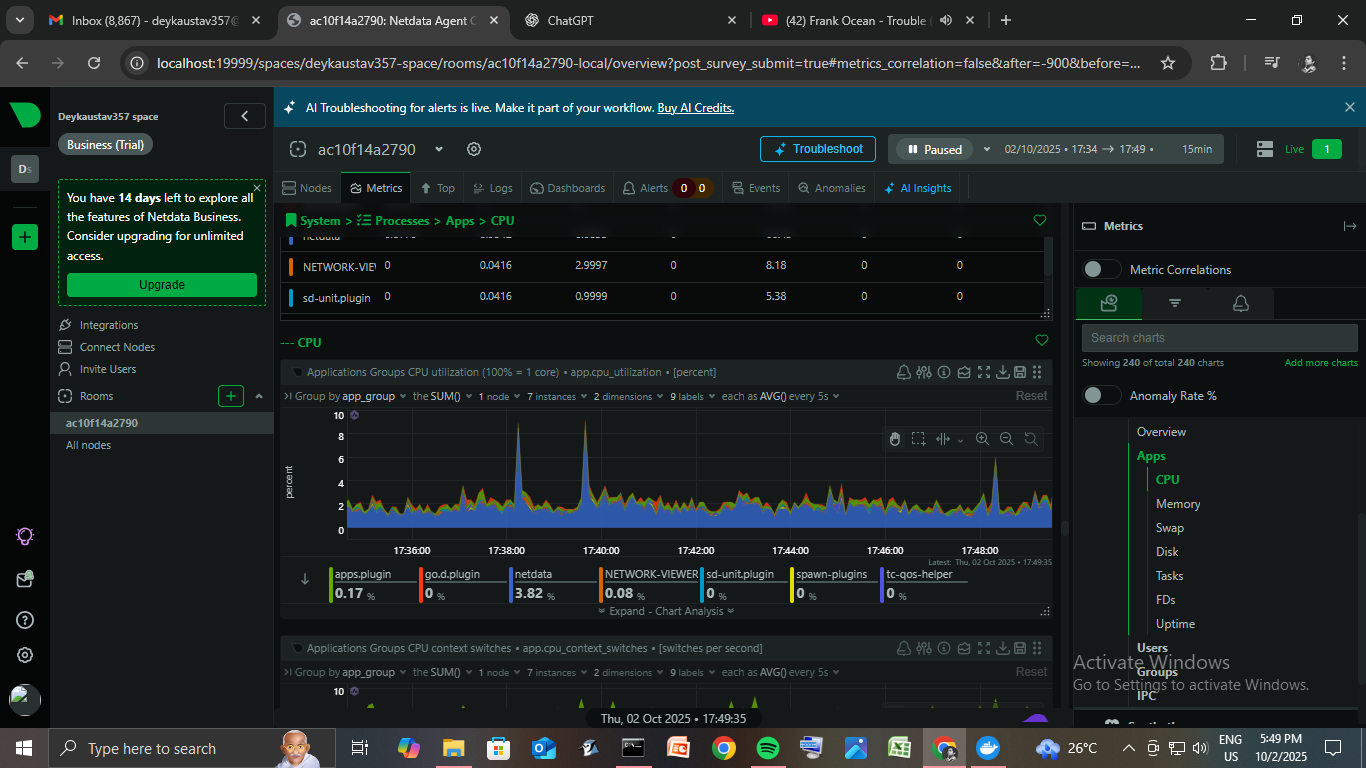 Inbox (8,867) - deykaustav357@
ac10f14a2790: Netdata Agent C
ChatGPT
(42) Frank Ocean - Trouble
localhost:19999/spaces/deykaustav357-space/rooms/ac10f14a2790-local/overview?post_survey_submit=true#metrics_correlation=false&after=-900&before=...
AI Troubleshooting for alerts is live. Make it part of your workflow. Buy AI Credits.
Deykaustav357 space
Business (Trial)
Ds
You have 14 days left to explore all
the features of Netdata Business.
Consider upgrading for unlimited
access.
Upgrade
Integrations
Connect Nodes
Invite Users
Rooms
ac10f14a2790
All nodes
ac10f14a2790
Troubleshoot
Paused
02/10/2025 • 17:34 → 17:49 •
15min
Live
1
Nodes
Metrics
Top
Logs
Dashboards
Alerts
0
0
Events
Anomalies
AI Insights
System > Processes > Apps > CPU
netdata
NETWORK-VIEW 0 0.0416 2.9997 0 8.18 0 0
sd-unit.plugin 0 0.0416 0.9999 0 5.38 0 0
--- CPU
Applications Groups CPU utilization (100% = 1 core) • app.cpu_utilization • [percent]
Group by app_group the SUM() 1 node 7 instances 2 dimensions 9 labels each as AVG() every 5s
Reset
percent
10
8
6
4
2
0
17:36:00 17:38:00 17:40:00 17:42:00 17:44:00 17:46:00 17:48:00
Latest: Thu, 02 Oct 2025 • 17:49:35
apps.plugin go.d.plugin netdata NETWORK-VIEWER sd-unit.plugin spawn-plugins tc-qos-helper
0.17 % 0 % 3.82 % 0.08 % 0 % 0 % 0 %
Expand - Chart Analysis
Applications Groups CPU context switches • app.cpu_context_switches • [switches per second]
Group by app_group the SUM() 1 node 7 instances 2 dimensions 9 labels each as AVG() every 5s
Reset
10
Thu, 02 Oct 2025 • 17:49:35
Metrics
Metric Correlations
Search charts
Showing 240 of total 240 charts
Add more charts
Anomaly Rate %
Overview
Apps
CPU
Memory
Swap
Disk
Tasks
FDs
Uptime
Users
Groups
IPC
Activate Windows
Go to Settings to activate Windows.
Type here to search
26°C
ENG
US
5:49 PM
10/2/2025